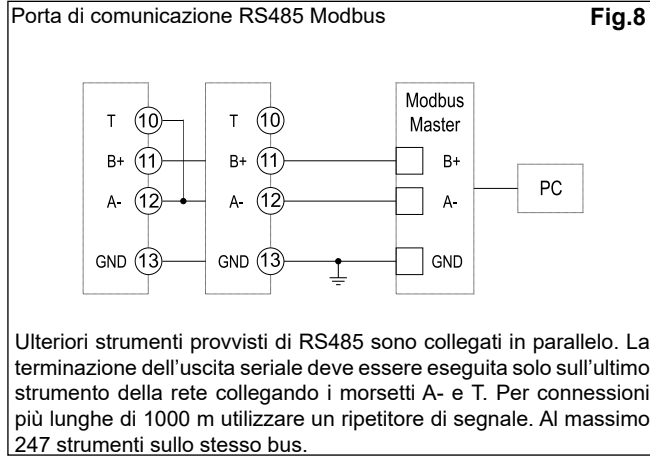 Porta di comunicazione RS485 Modbus Fig.8
Modbus
Master
T 10 T 10
B+ 11 B+ 11 B+
A- 12 A- 12 A-
PC
GND 13 GND 13 GND
Ulteriori strumenti provvisti di RS485 sono collegati in parallelo. La
terminazione dell'uscita seriale deve essere eseguita solo sull'ultimo
strumento della rete collegando i morsetti A- e T. Per connessioni
più lunghe di 1000 m utilizzare un ripetitore di segnale. Al massimo
247 strumenti sullo stesso bus.